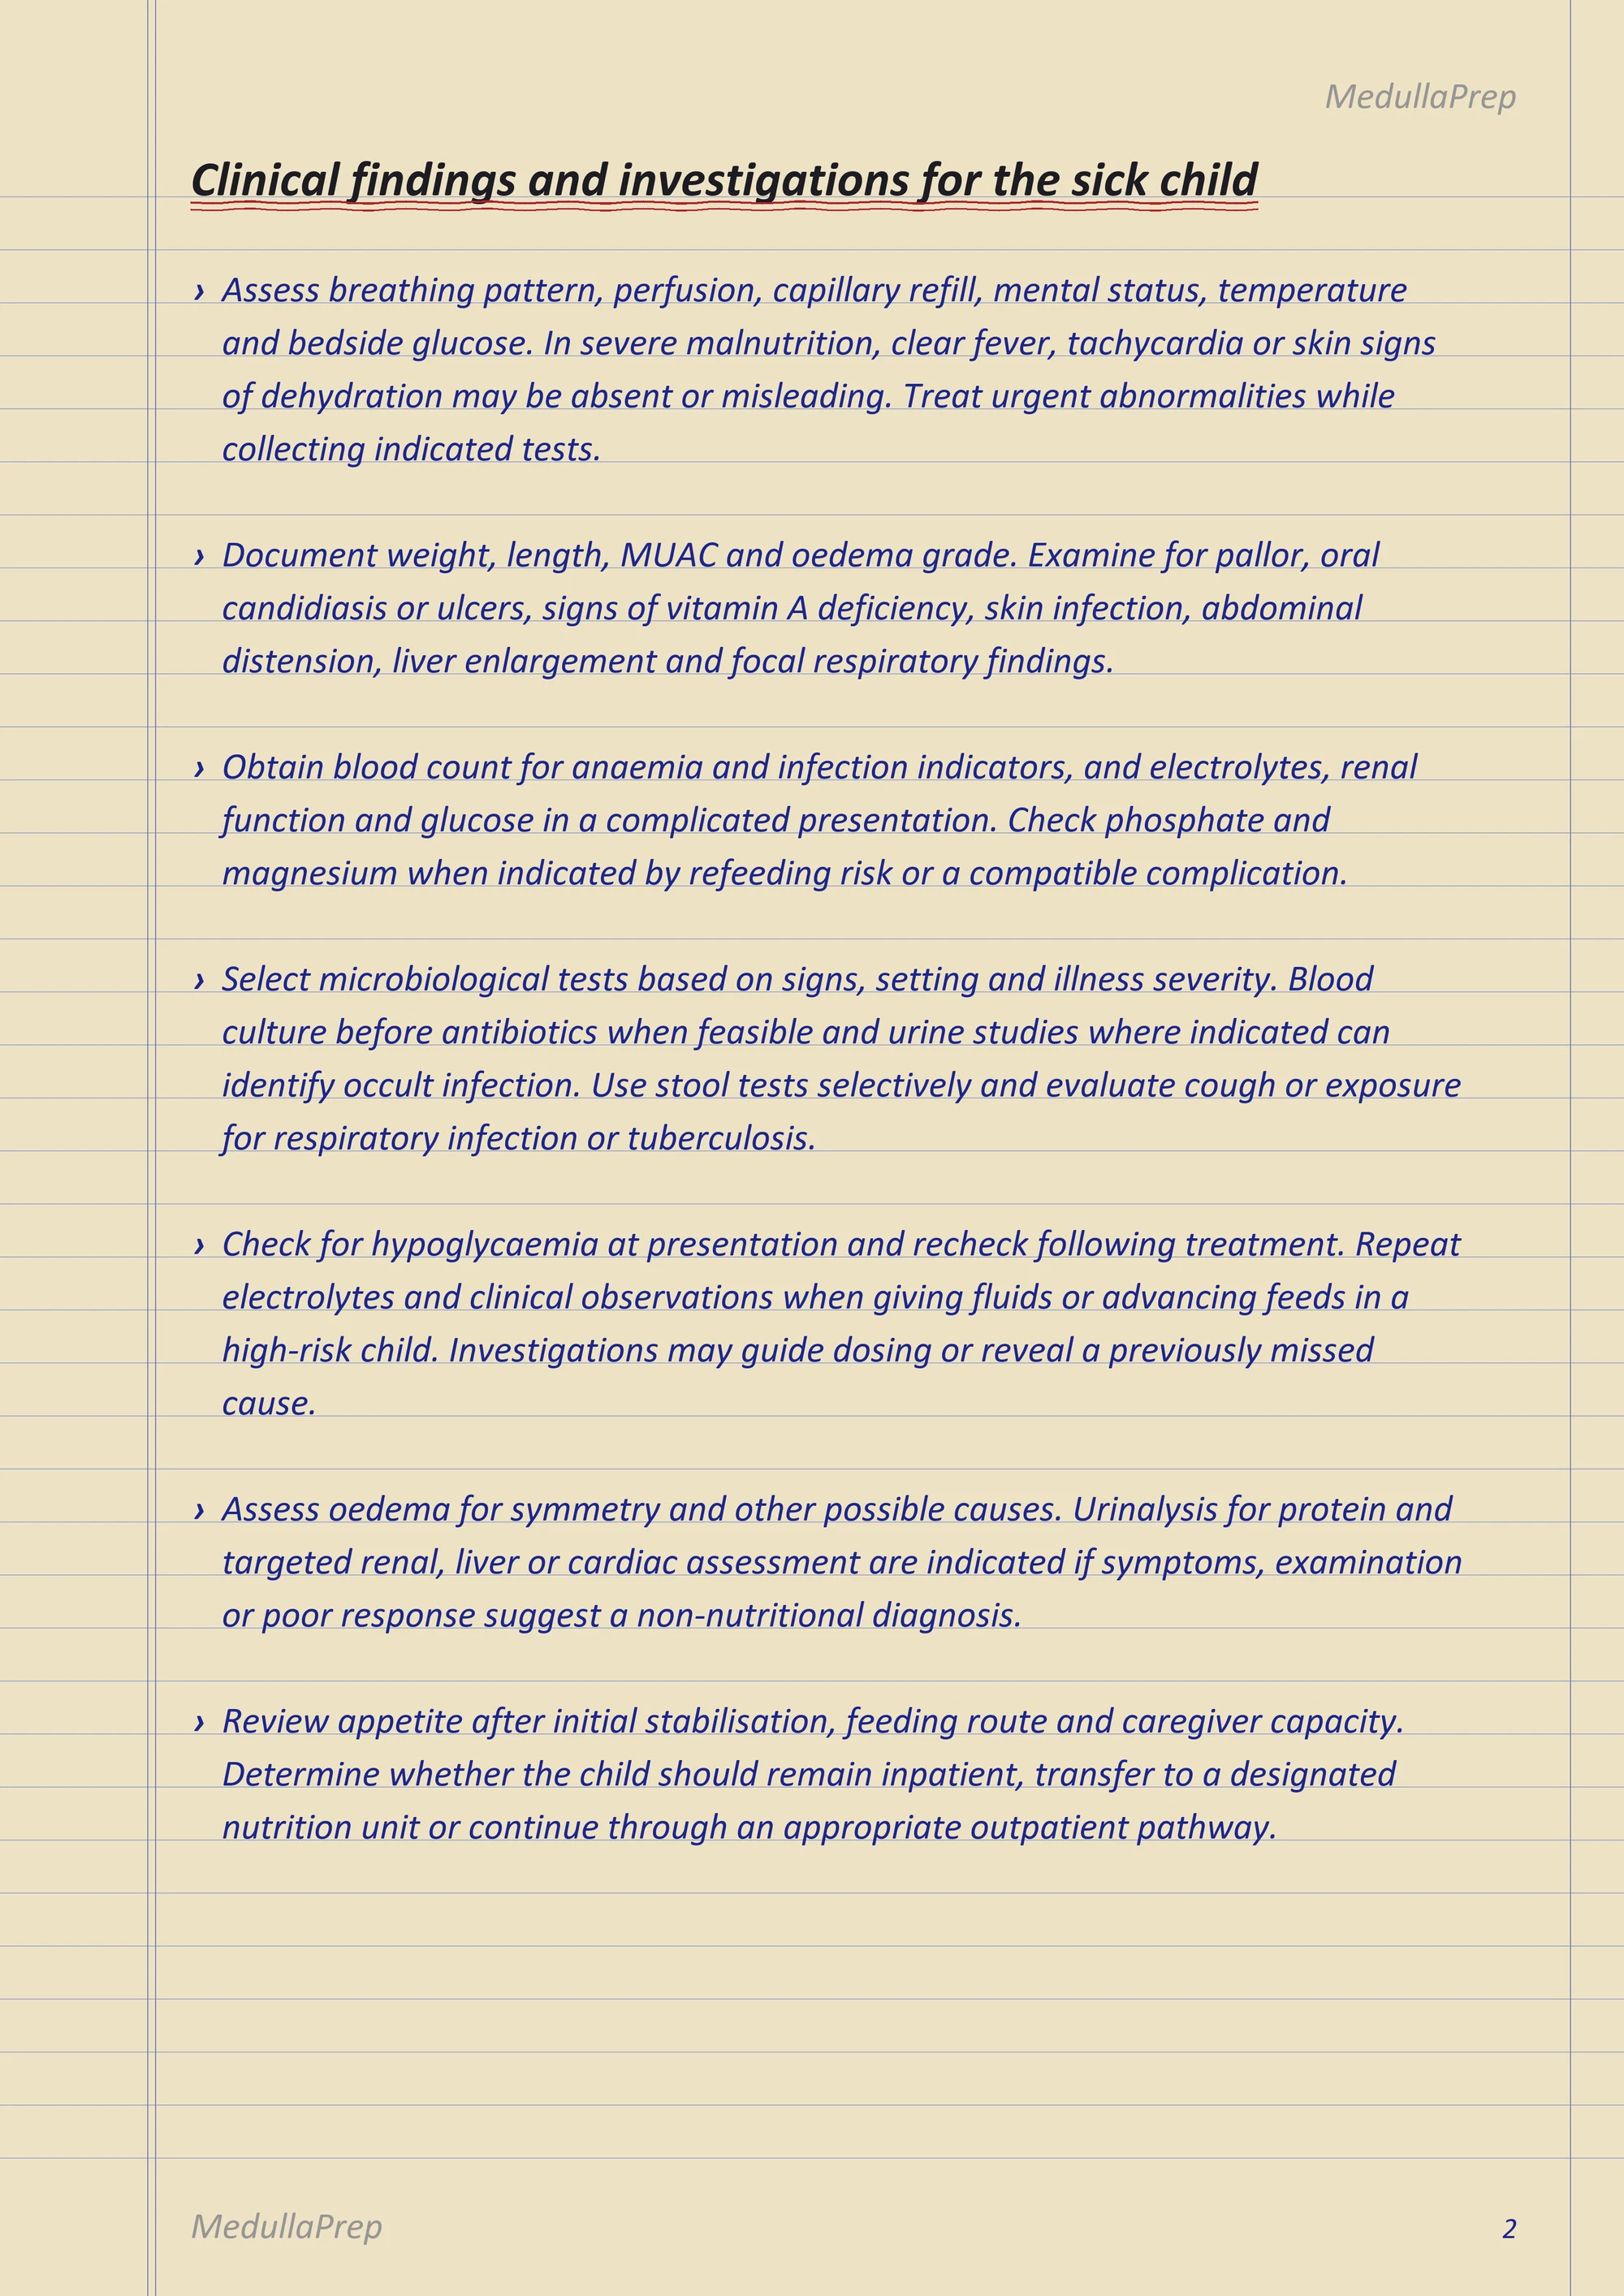 MedullaPrep
Clinical findings and investigations for the sick child
› Assess breathing pattern, perfusion, capillary refill, mental status, temperature
and bedside glucose. In severe malnutrition, clear fever, tachycardia or skin signs
of dehydration may be absent or misleading. Treat urgent abnormalities while
collecting indicated tests.
› Document weight, length, MUAC and oedema grade. Examine for pallor, oral
candidiasis or ulcers, signs of vitamin A deficiency, skin infection, abdominal
distension, liver enlargement and focal respiratory findings.
› Obtain blood count for anaemia and infection indicators, and electrolytes, renal
function and glucose in a complicated presentation. Check phosphate and
magnesium when indicated by refeeding risk or a compatible complication.
› Select microbiological tests based on signs, setting and illness severity. Blood
culture before antibiotics when feasible and urine studies where indicated can
identify occult infection. Use stool tests selectively and evaluate cough or exposure
for respiratory infection or tuberculosis.
› Check for hypoglycaemia at presentation and recheck following treatment. Repeat
electrolytes and clinical observations when giving fluids or advancing feeds in a
high-risk child. Investigations may guide dosing or reveal a previously missed
cause.
› Assess oedema for symmetry and other possible causes. Urinalysis for protein and
targeted renal, liver or cardiac assessment are indicated if symptoms, examination
or poor response suggest a non-nutritional diagnosis.
› Review appetite after initial stabilisation, feeding route and caregiver capacity.
Determine whether the child should remain inpatient, transfer to a designated
nutrition unit or continue through an appropriate outpatient pathway.
MedullaPrep
2